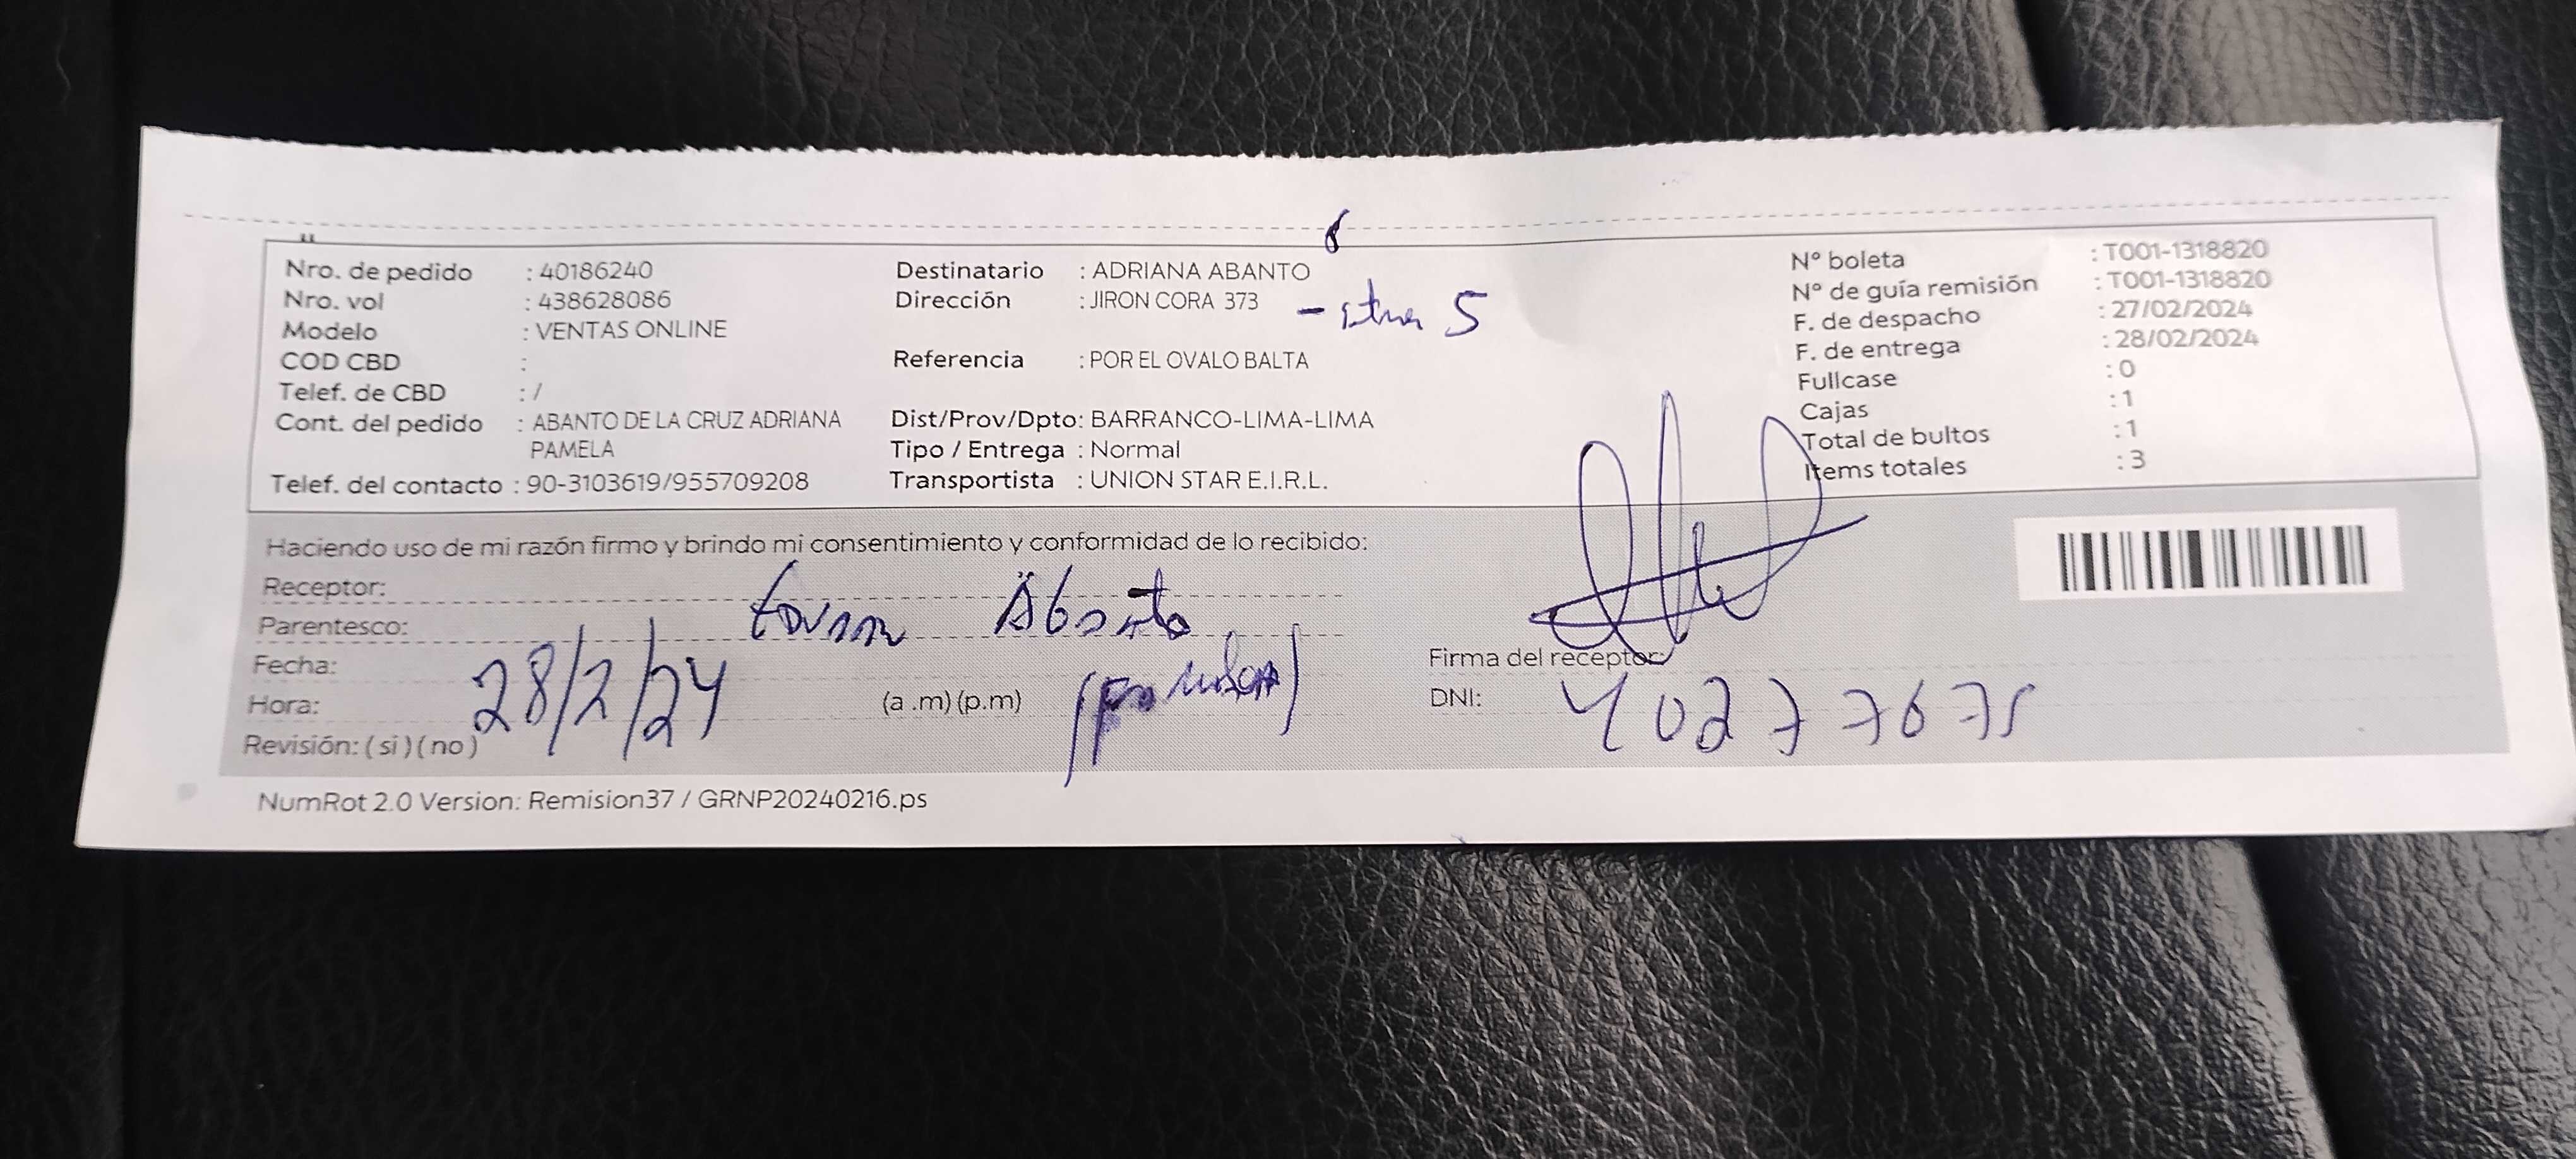 Nro. de pedido : 40186240
Nro. vol : 438628086
Modelo : VENTAS ONLINE
COD CBD :
Telef. de CBD : /
Cont. del pedido : ABANTO DE LA CRUZ ADRIANA
PAMELA
Telef. del contacto : 90-3103619/955709208
Destinatario : ADRIANA ABANTO
Dirección : JIRON CORA 373 - 5
Referencia : POR EL OVALO BALTA
Dist/Prov/Dpto: BARRANCO-LIMA-LIMA
Tipo / Entrega : Normal
Transportista : UNION STAR E.I.R.L.
N° boleta : T001-1318820
N° de guía remisión : T001-1318820
F. de despacho : 27/02/2024
F. de entrega : 28/02/2024
Fullcase : 0
Cajas : 1
Total de bultos : 1
Items totales : 3
Haciendo uso de mi razón firmo y brindo mi consentimiento y conformidad de lo recibido:
Receptor: Abanto
Parentesco:
Fecha: 28/2/24
Hora: (a .m) (p.m)
Revisión: ( si ) ( no )
Firma del receptor:
DNI: 40277675
NumRot 2.0 Version: Remision37 / GRNP20240216.ps